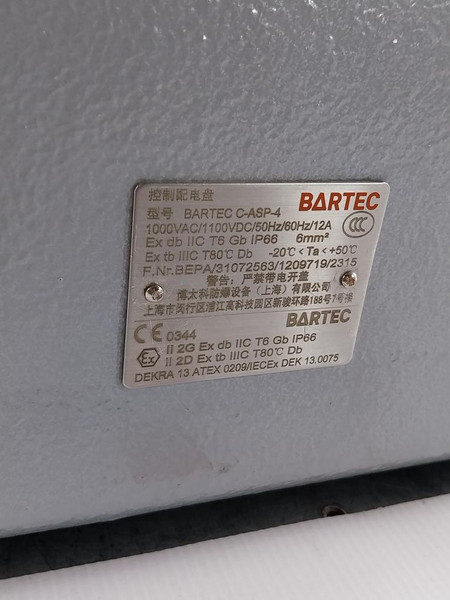 控制配电盘
BARTEC
型号 BARTEC C-ASP-4
CCC
1000VAC/1100VDC/50Hz/60Hz/12A
Ex db IIC T6 Gb IP66 6mm²
Ex tb IIIC T80℃ Db -20℃<Ta<+50℃
F.Nr.BEPA/31072563/1209719/2315
警告：严禁带电开盖
博太科防爆设备（上海）有限公司
上海市闵行区浦江高科技园区新骏环路188号7号楼
CE 0344 BARTEC
Ex II 2G Ex db IIC T6 Gb IP66
II 2D Ex tb IIIC T80℃ Db
DEKRA 13 ATEX 0209/IECEx DEK 13.0075